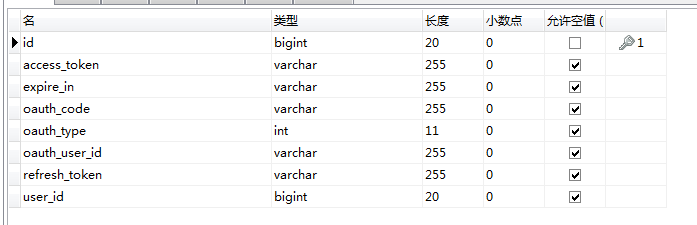 名 类型 长度 小数点 允许空值 (
id bigint 20 0 1
access_token varchar 255 0
expire_in varchar 255 0
oauth_code varchar 255 0
oauth_type int 11 0
oauth_user_id varchar 255 0
refresh_token varchar 255 0
user_id bigint 20 0